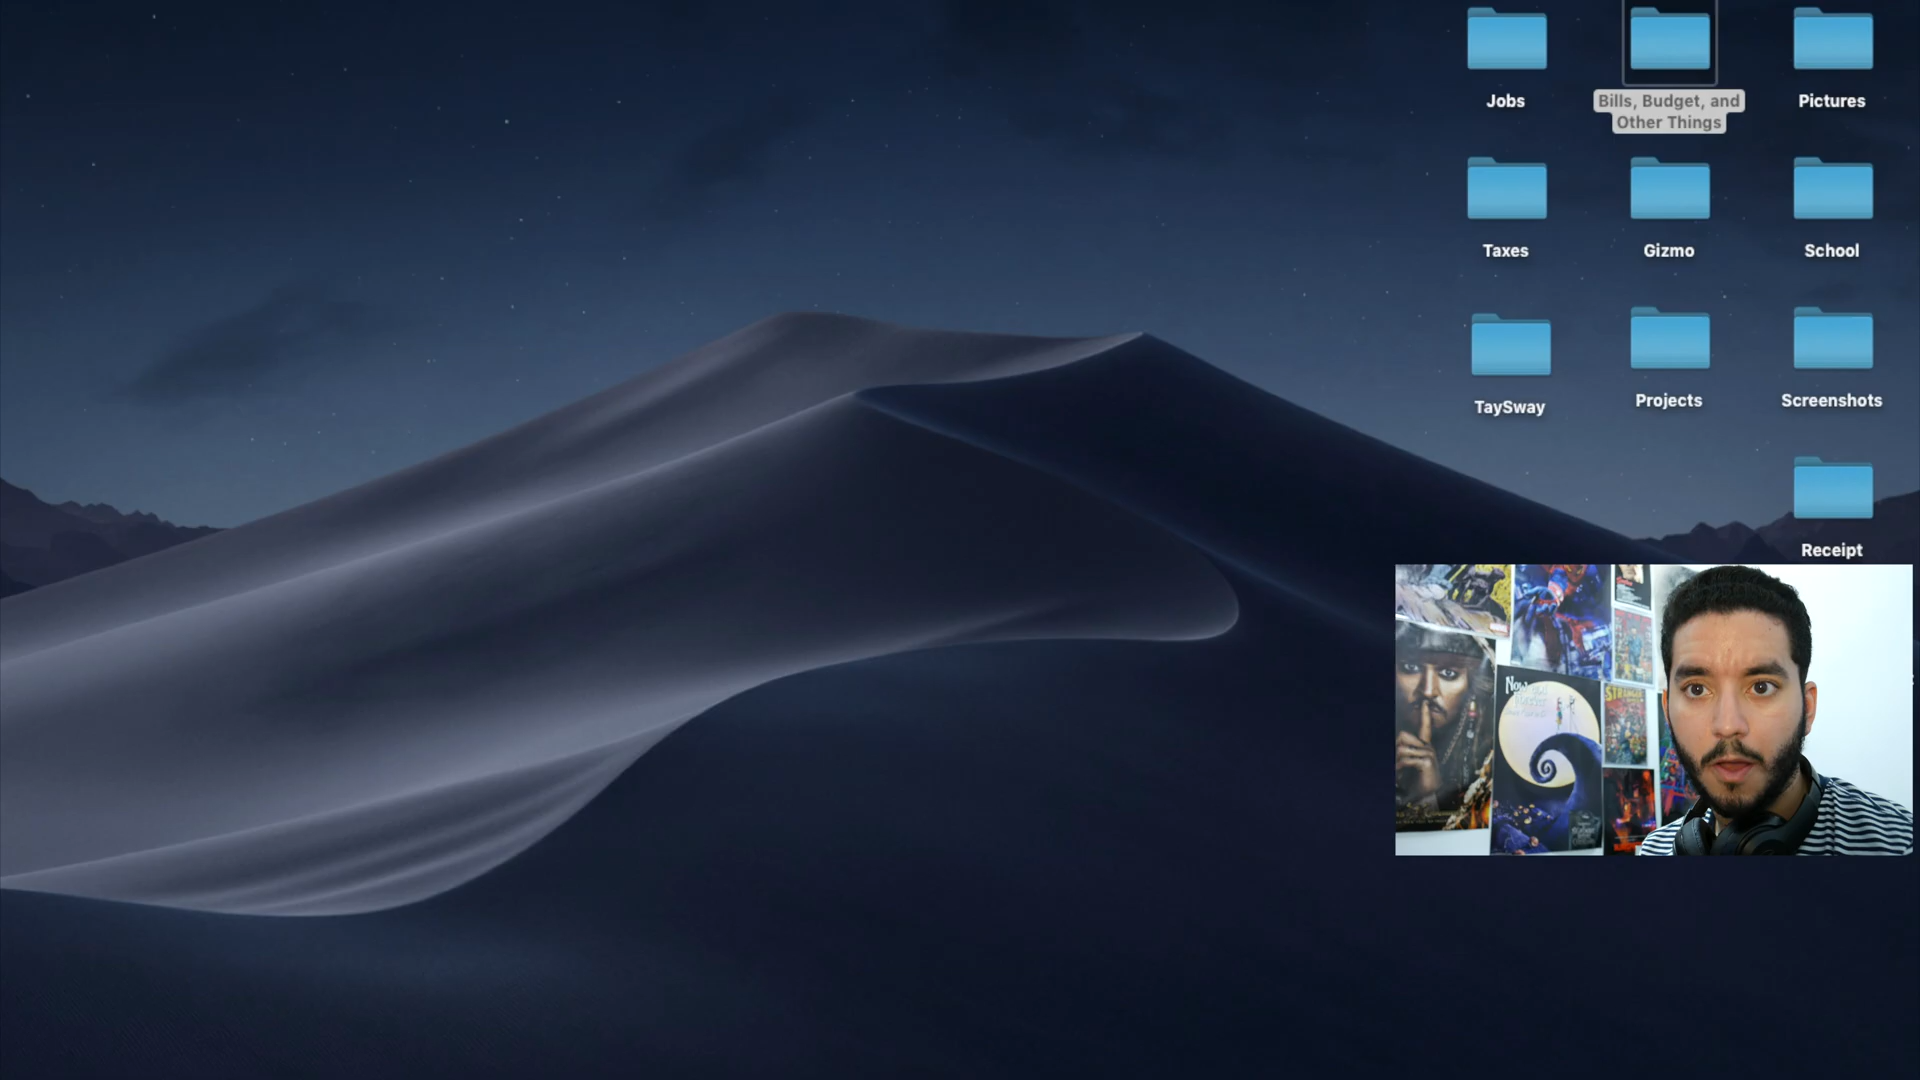 Jobs
Bills, Budget, and
Other Things
Pictures
Taxes
Gizmo
School
TaySway
Projects
Screenshots
Receipt